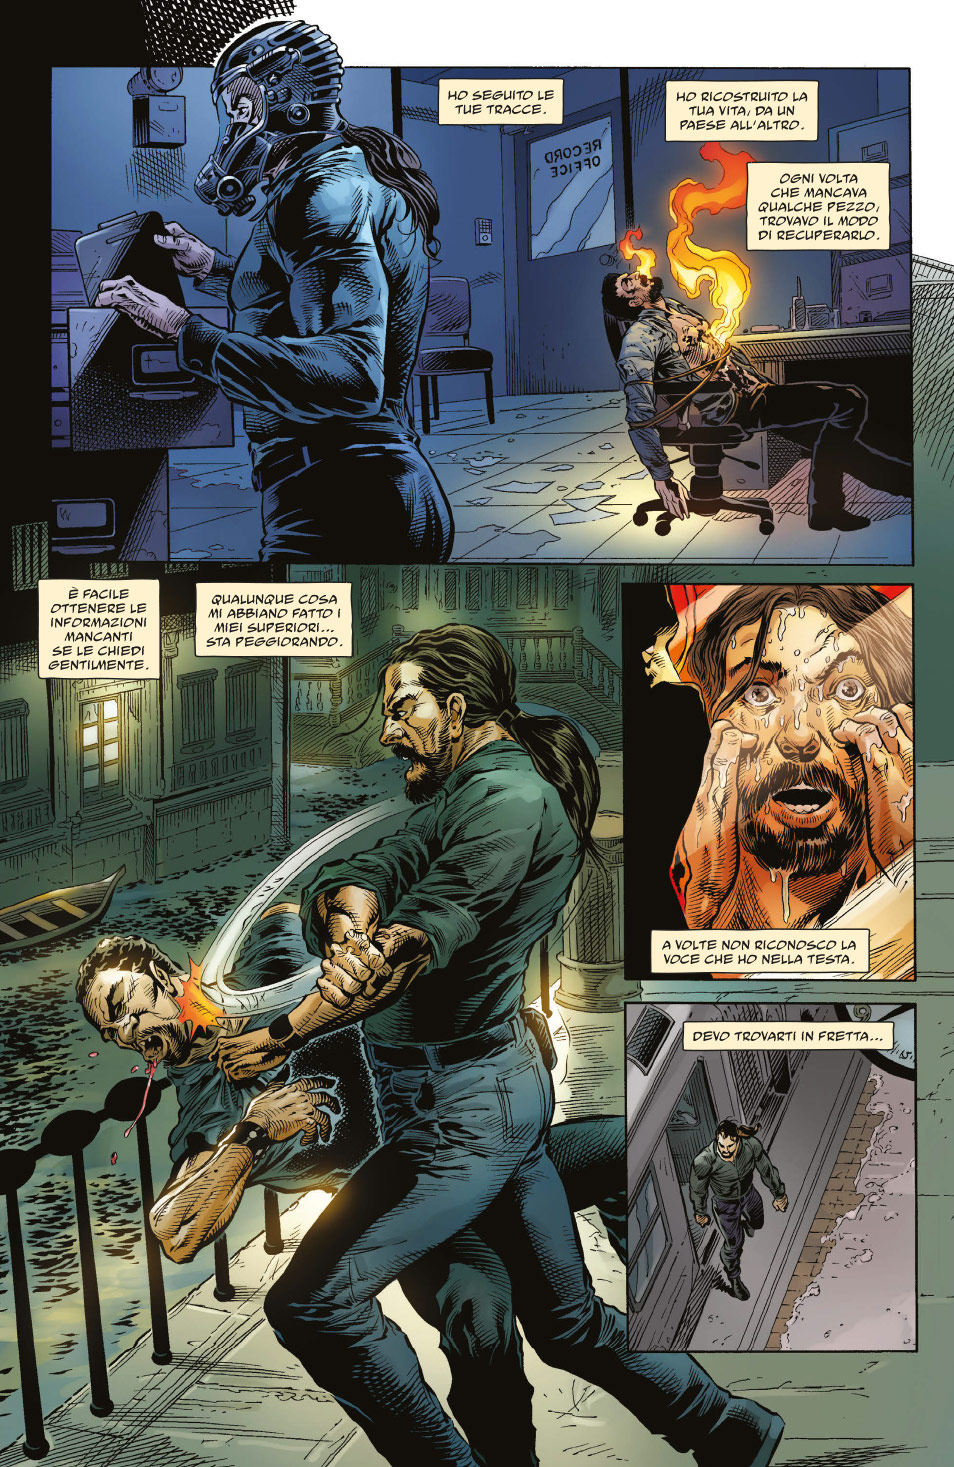 HO SEGUITO LE
TUE TRACCE.
HO RICOSTRUITO LA
TUA VITA, DA UN
PAESE ALL'ALTRO.
RECORD
OFFICE
OGNI VOLTA
CHE MANCAVA
QUALCHE PEZZO,
TROVAVO IL MODO
DI RECUPERARLO.
È FACILE
OTTENERE LE
INFORMAZIONI
MANCANTI
SE LE CHIEDI
GENTILMENTE.
QUALUNQUE COSA
MI ABBIANO FATTO I
MIEI SUPERIORI...
STA PEGGIORANDO.
A VOLTE NON RICONOSCO LA
VOCE CHE HO NELLA TESTA.
DEVO TROVARTI IN FRETTA...